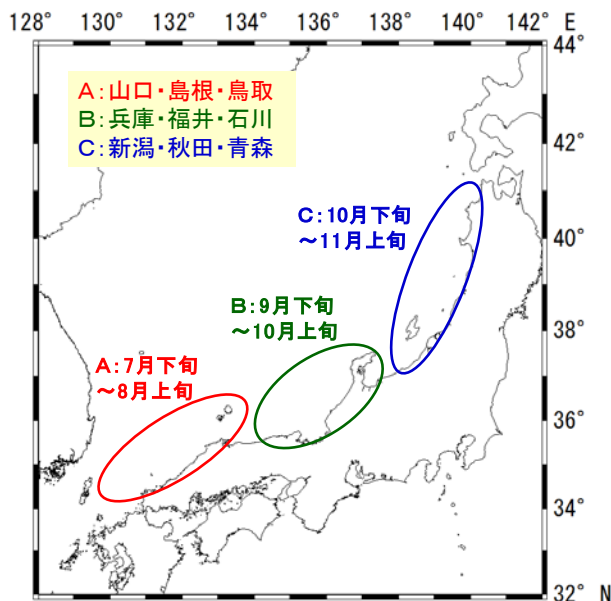 128° 130° 132° 134° 136° 138° 140° 142° E
44°
A:山口・島根・鳥取
B:兵庫・福井・石川
C:新潟・秋田・青森
42°
C:10月下旬
～11月上旬
40°
B:9月下旬
～10月上旬
38°
A:7月下旬
～8月上旬
36°
34°
32° N